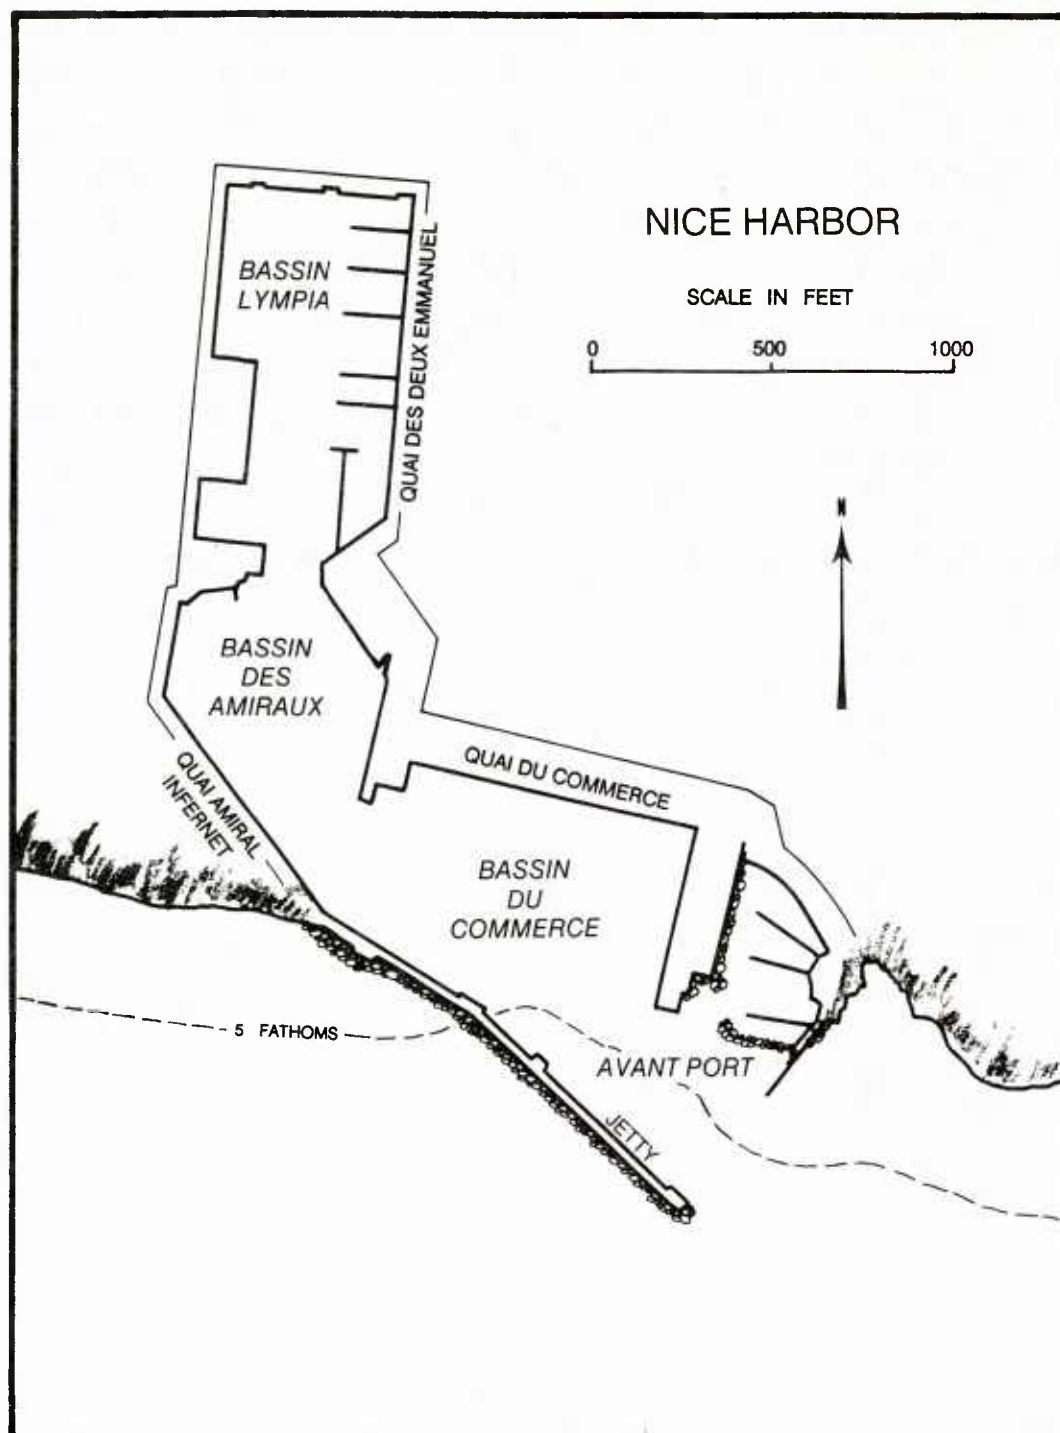 NICE HARBOR
SCALE IN FEET
0 500 1000
BASSIN
LYMPIA
QUAI DES DEUX EMMANUEL
N
BASSIN
DES
AMIRAUX
QUAI DU COMMERCE
QUAI AMIRAL
INFERNET
BASSIN
DU
COMMERCE
5 FATHOMS
AVANT PORT
JETTY